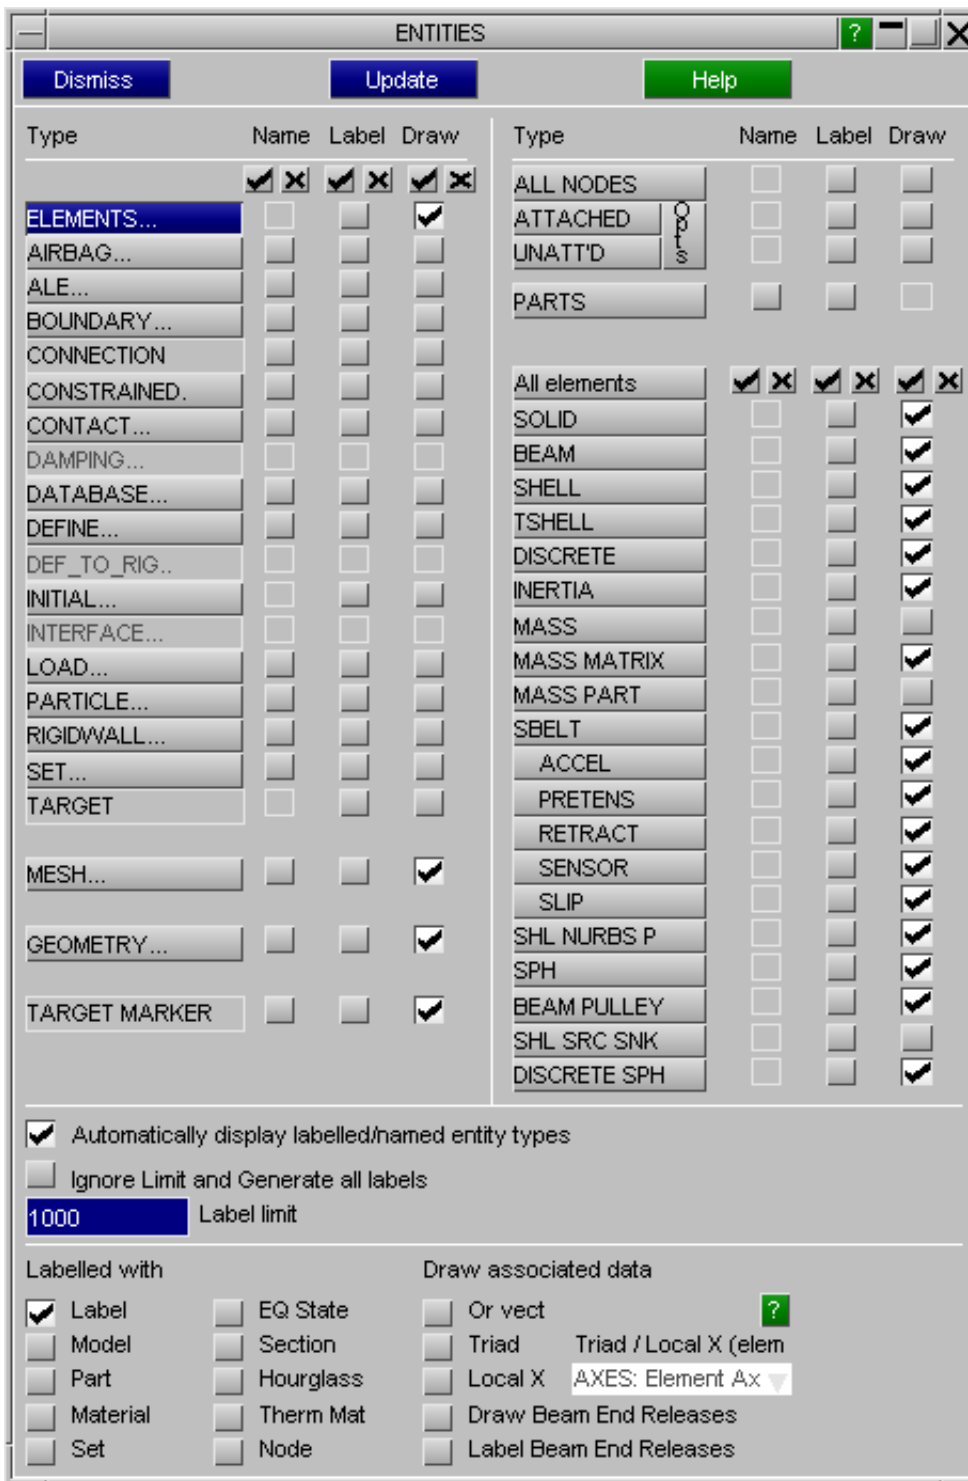 ENTITIES ?
Dismiss Update Help
Type Name Label Draw
ELEMENTS...
AIRBAG...
ALE...
BOUNDARY...
CONNECTION
CONSTRAINED.
CONTACT...
DAMPING...
DATABASE...
DEFINE...
DEF_TO_RIG..
INITIAL...
INTERFACE...
LOAD...
PARTICLE...
RIGIDWALL...
SET...
TARGET
MESH...
GEOMETRY...
TARGET MARKER
Type Name Label Draw
ALL NODES
ATTACHED
UNATT'D
Opts
PARTS
All elements
SOLID
BEAM
SHELL
TSHELL
DISCRETE
INERTIA
MASS
MASS MATRIX
MASS PART
SBELT
ACCEL
PRETENS
RETRACT
SENSOR
SLIP
SHL NURBS P
SPH
BEAM PULLEY
SHL SRC SNK
DISCRETE SPH
Automatically display labelled/named entity types
Ignore Limit and Generate all labels
1000 Label limit
Labelled with
Label EQ State
Model Section
Part Hourglass
Material Therm Mat
Set Node
Draw associated data
Or vect ?
Triad Triad / Local X (elem
Local X AXES: Element Ax
Draw Beam End Releases
Label Beam End Releases